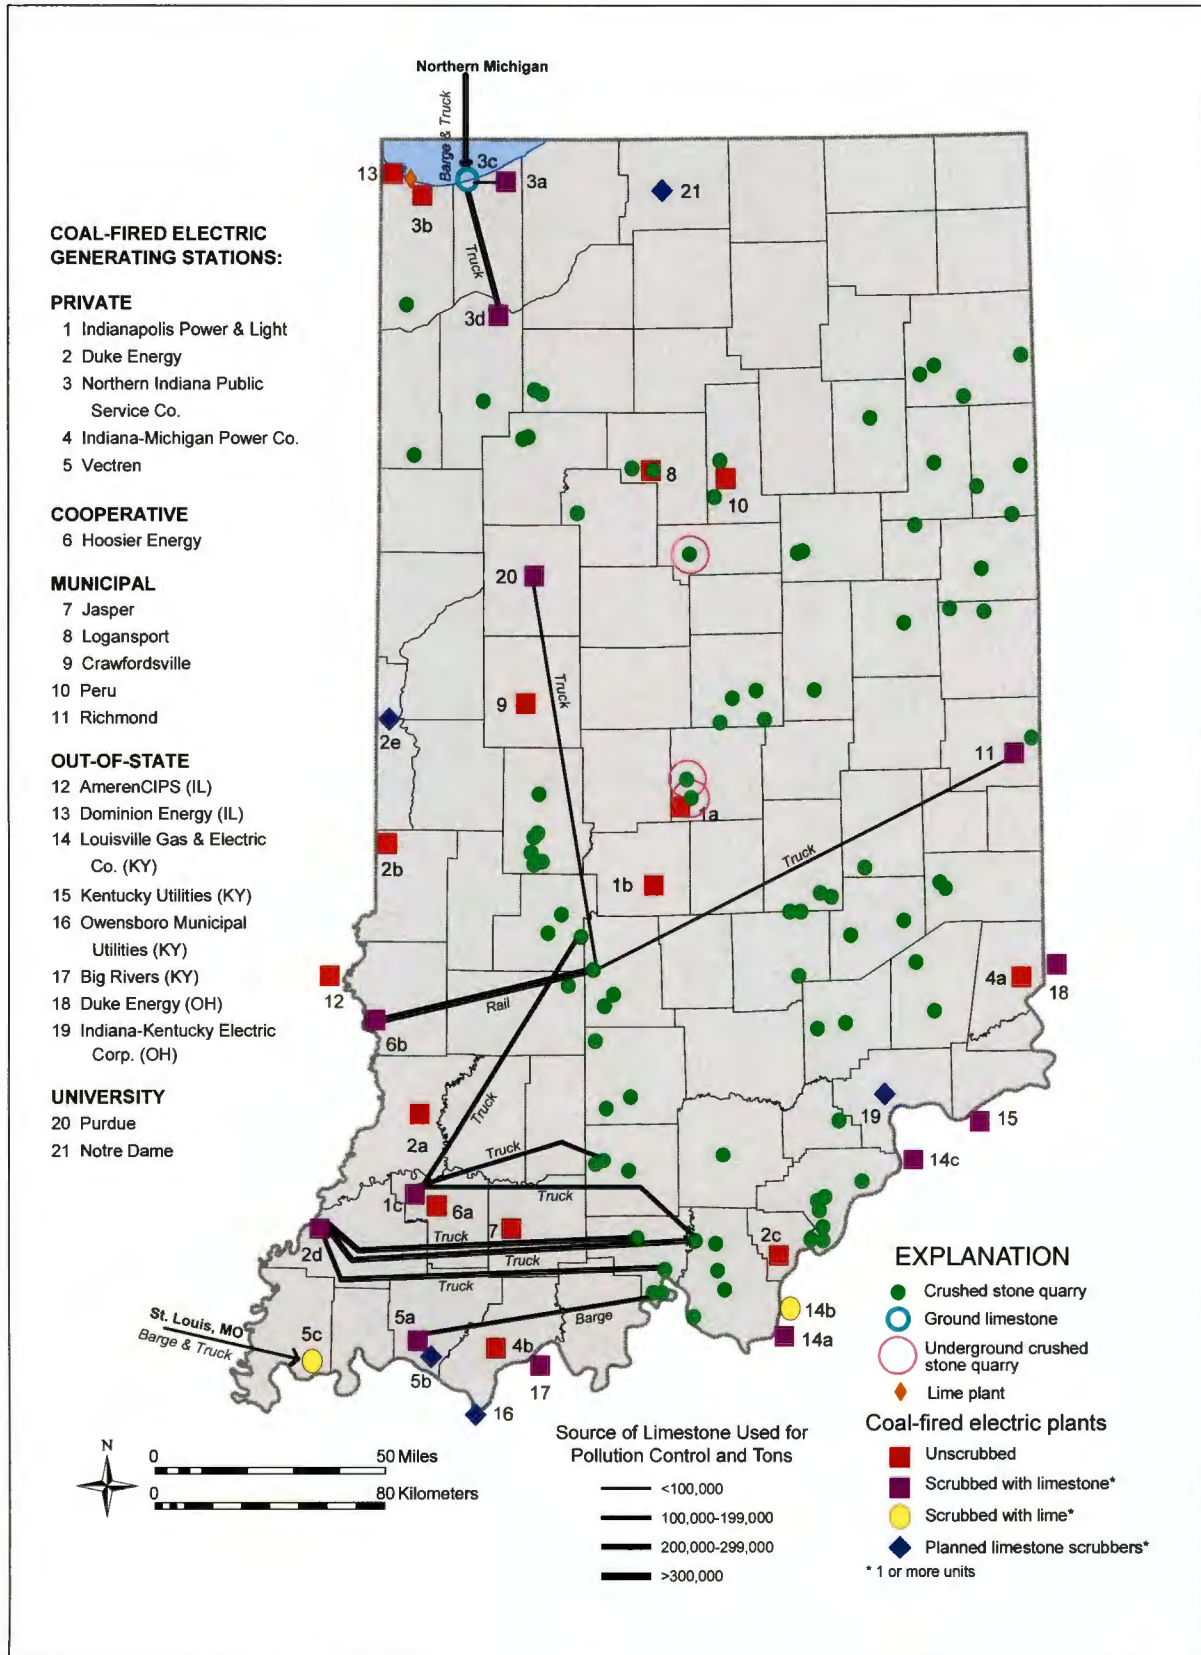 Northern Michigan
Barge & Truck
3c
13
3a
21
3b
Truck
3d
COAL-FIRED ELECTRIC
GENERATING STATIONS:
PRIVATE
1 Indianapolis Power & Light
2 Duke Energy
3 Northern Indiana Public
Service Co.
4 Indiana-Michigan Power Co.
5 Vectren
COOPERATIVE
6 Hoosier Energy
MUNICIPAL
7 Jasper
8 Logansport
9 Crawfordsville
10 Peru
11 Richmond
OUT-OF-STATE
12 AmerenCIPS (IL)
13 Dominion Energy (IL)
14 Louisville Gas & Electric
Co. (KY)
15 Kentucky Utilities (KY)
16 Owensboro Municipal
Utilities (KY)
17 Big Rivers (KY)
18 Duke Energy (OH)
19 Indiana-Kentucky Electric
Corp. (OH)
UNIVERSITY
20 Purdue
21 Notre Dame
8
10
20
Truck
9
2e
11
1a
2b
Truck
1b
12
4a
18
Rail
6b
19
15
Truck
2a
14c
Truck
1c
Truck
6a
7
2c
2d
Truck
Truck
Truck
St. Louis, MO
Barge & Truck
5c
5a
Barge
14b
14a
4b
5b
17
16
EXPLANATION
Crushed stone quarry
Ground limestone
Underground crushed
stone quarry
Lime plant
Coal-fired electric plants
Unscrubbed
Scrubbed with limestone*
Scrubbed with lime*
Planned limestone scrubbers*
* 1 or more units
Source of Limestone Used for
Pollution Control and Tons
<100,000
100,000-199,000
200,000-299,000
>300,000
N
0 50 Miles
0 80 Kilometers